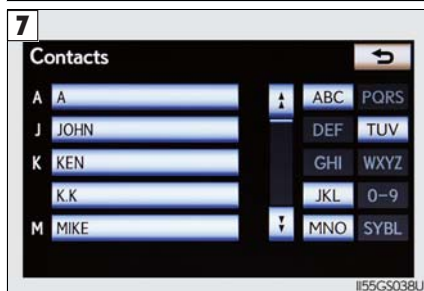 7
Contacts
A A ABC PQRS
J JOHN DEF TUV
K KEN GHI WXYZ
K.K JKL 0-9
M MIKE MNO SYBL
II55GS038U